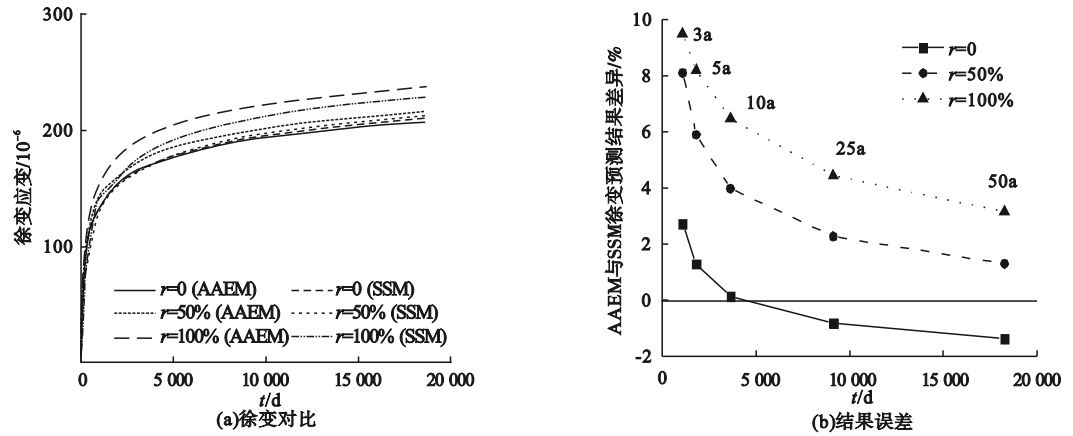 300
200
100
徐变应变/10⁻⁶
r=0 (AAEM)
r=0 (SSM)
r=50% (AAEM)
r=50% (SSM)
r=100% (AAEM)
r=100% (SSM)
0
5 000
10 000
15 000
20 000
t/d
(a)徐变对比
10
8
6
4
2
0
-2
AAEM与SSM徐变预测结果差异/%
3a
5a
10a
25a
50a
r=0
r=50%
r=100%
0
5 000
10 000
15 000
20 000
t/d
(b)结果误差